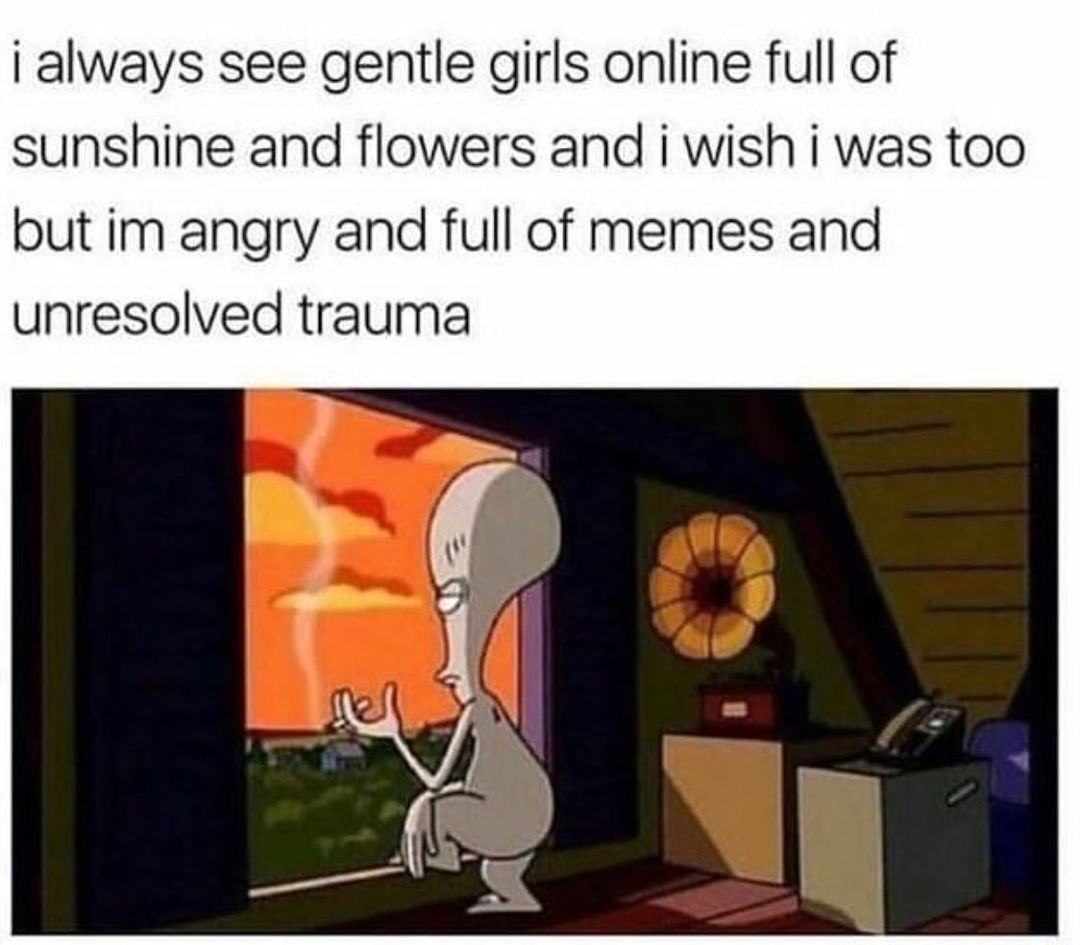 i always see gentle girls online full of
sunshine and flowers and i wish i was too
but im angry and full of memes and
unresolved trauma